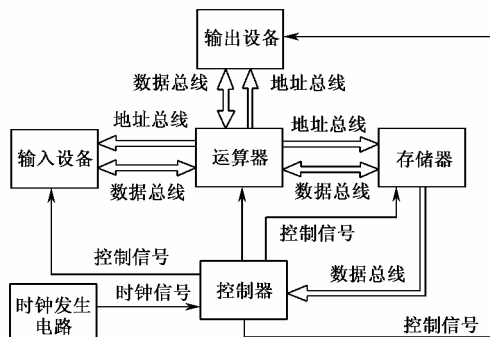 输出设备
数据总线
地址总线
地址总线
地址总线
输入设备
运算器
存储器
数据总线
数据总线
控制信号
控制信号
数据总线
时钟发生
电路
时钟信号
控制器
控制信号